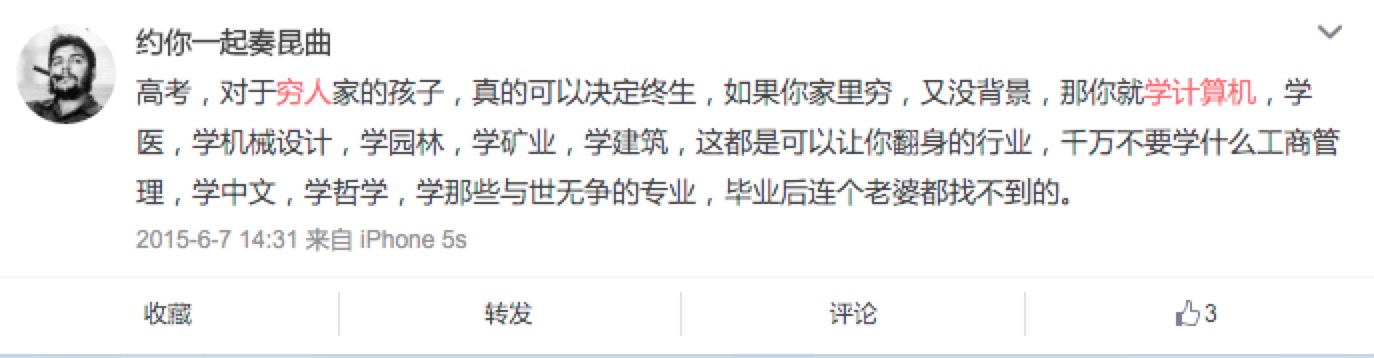 约你一起奏昆曲
高考，对于穷人家的孩子，真的可以决定终生，如果你家里穷，又没背景，那你就学计算机，学
医，学机械设计，学园林，学矿业，学建筑，这都是可以让你翻身的行业，千万不要学什么工商管
理，学中文，学哲学，学那些与世无争的专业，毕业后连个老婆都找不到的。
2015-6-7 14:31 来自 iPhone 5s
收藏 转发 评论 3